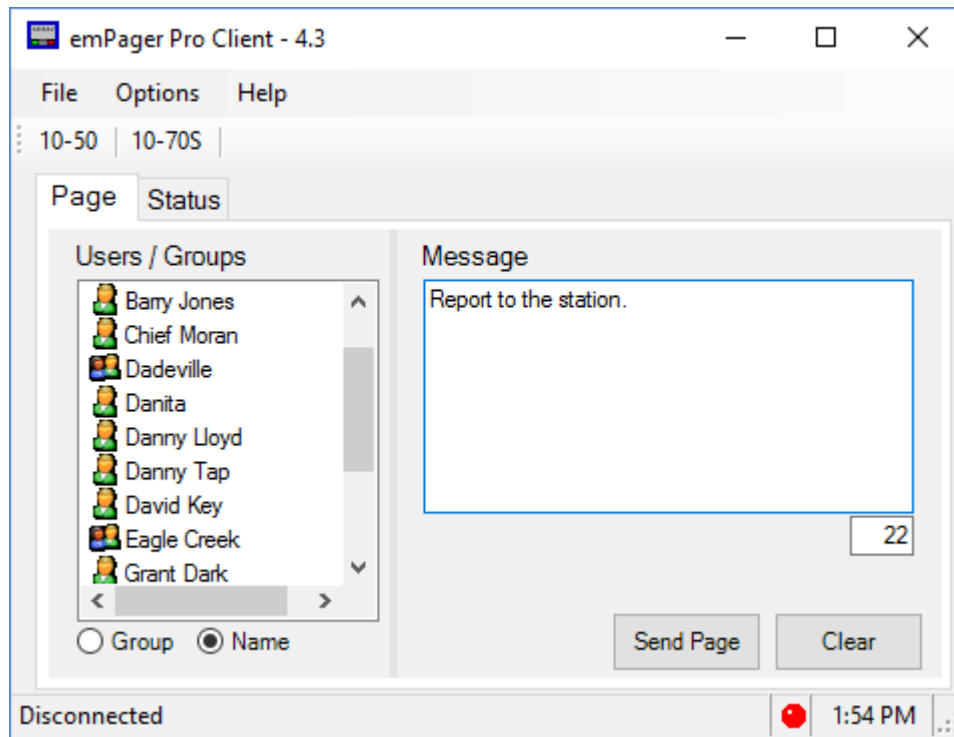 emPager Pro Client - 4.3
File Options Help
10-50 10-70S
Page Status
Users / Groups
Barry Jones
Chief Moran
Dadeville
Danita
Danny Lloyd
Danny Tap
David Key
Eagle Creek
Grant Dark
Group Name
Message
Report to the station.
22
Send Page Clear
Disconnected 1:54 PM